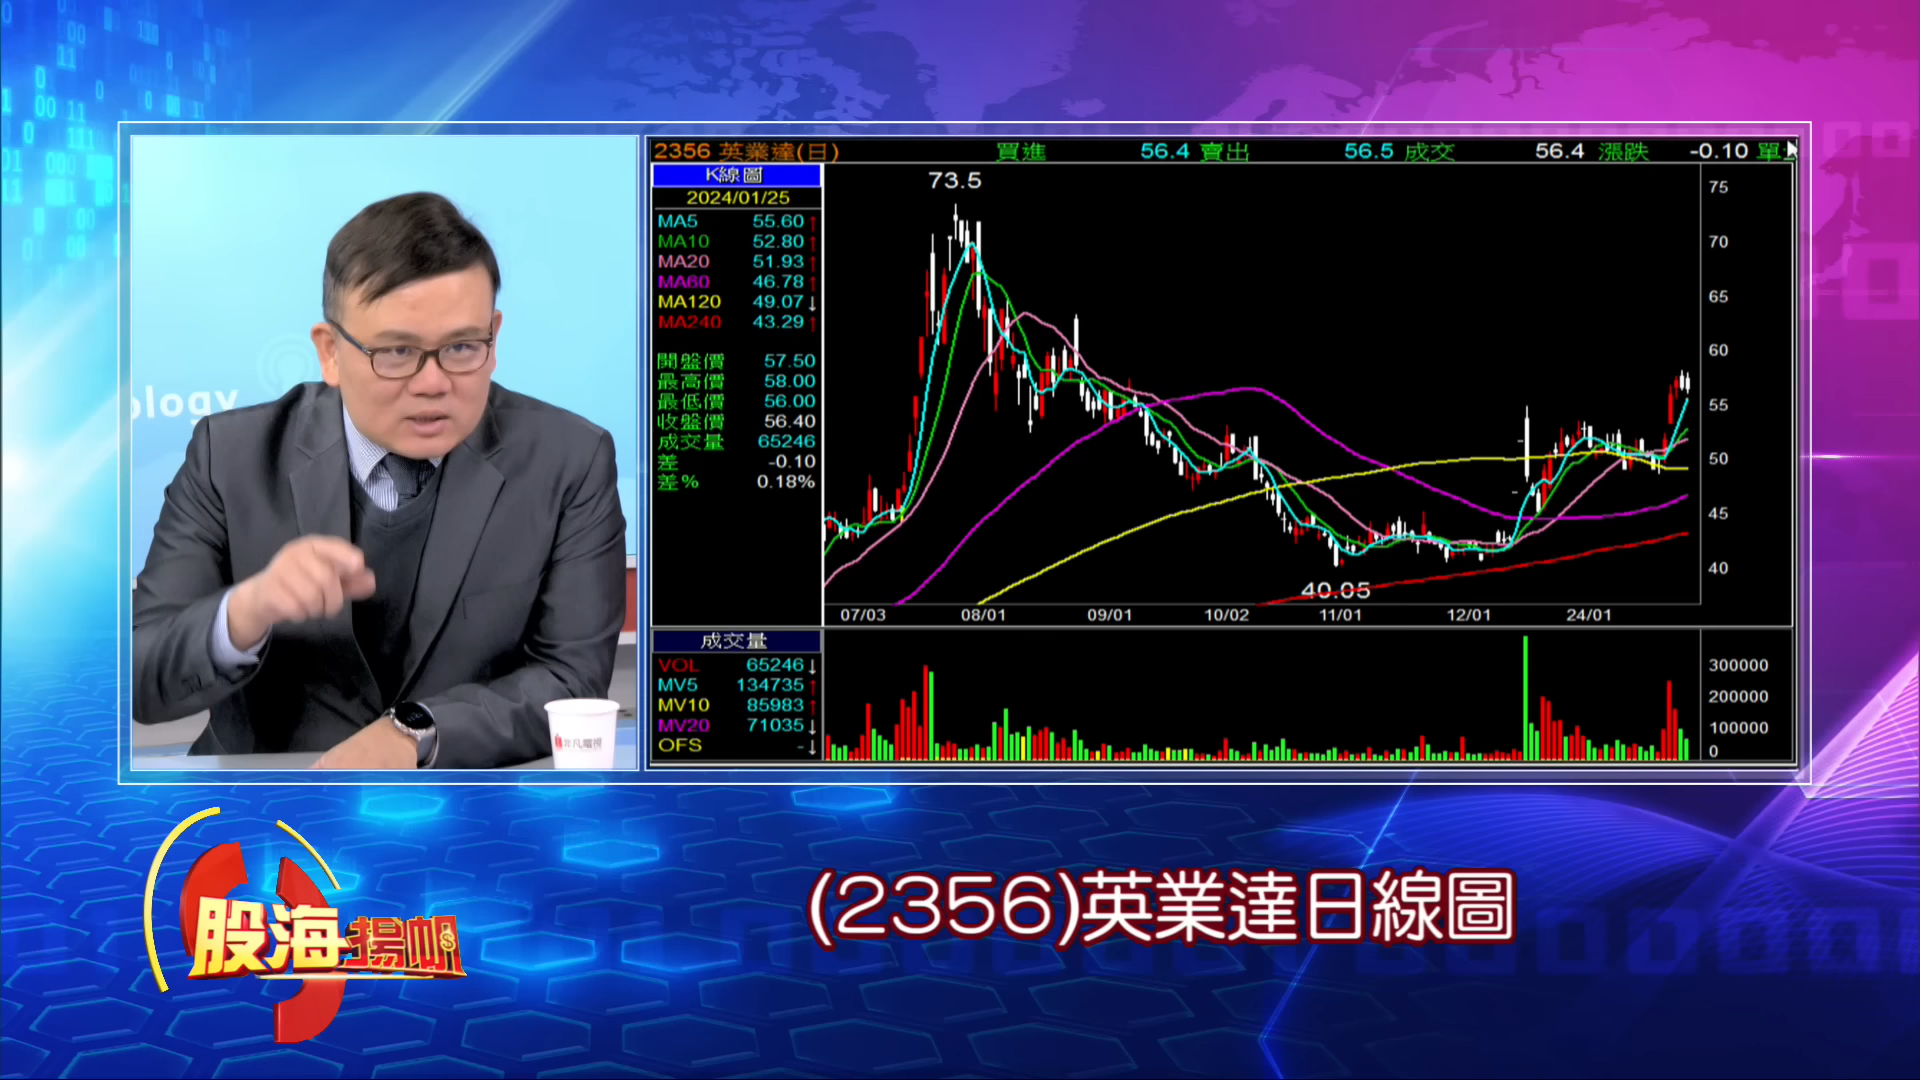 ology
非凡電視
2356 英業達(日) 買進 56.4 賣出 56.5 成交 56.4 漲跌 -0.10 單
K線圖
2024/01/25
MA5 55.60↑
MA10 52.80↑
MA20 51.93↑
MA60 46.78↑
MA120 49.07↓
MA240 43.29↑
開盤價 57.50
最高價 58.00
最低價 56.00
收盤價 56.40
成交量 65246
差 -0.10
差% 0.18%
73.5
40.05
75
70
65
60
55
50
45
40
07/03 08/01 09/01 10/02 11/01 12/01 24/01
成交量
VOL 65246↓
MV5 134735↑
MV10 85983↑
MV20 71035↓
OFS -↓
300000
200000
100000
0
股海揚帆
(2356)英業達日線圖